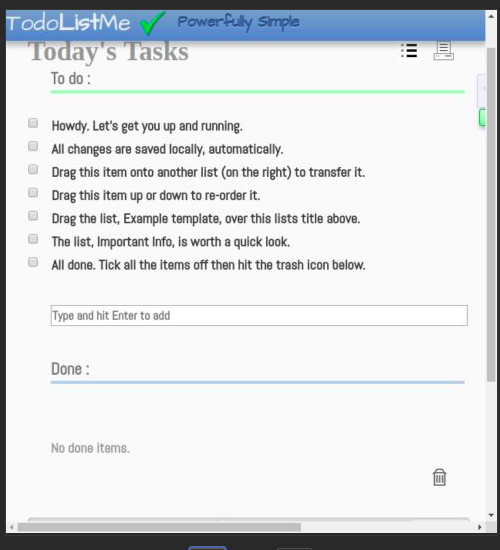 TodoListMe Powerfully Simple
Today's Tasks
To do :
Howdy. Let's get you up and running.
All changes are saved locally, automatically.
Drag this item onto another list (on the right) to transfer it.
Drag this item up or down to re-order it.
Drag the list, Example template, over this lists title above.
The list, Important Info, is worth a quick look.
All done. Tick all the items off then hit the trash icon below.
Type and hit Enter to add
Done :
No done items.